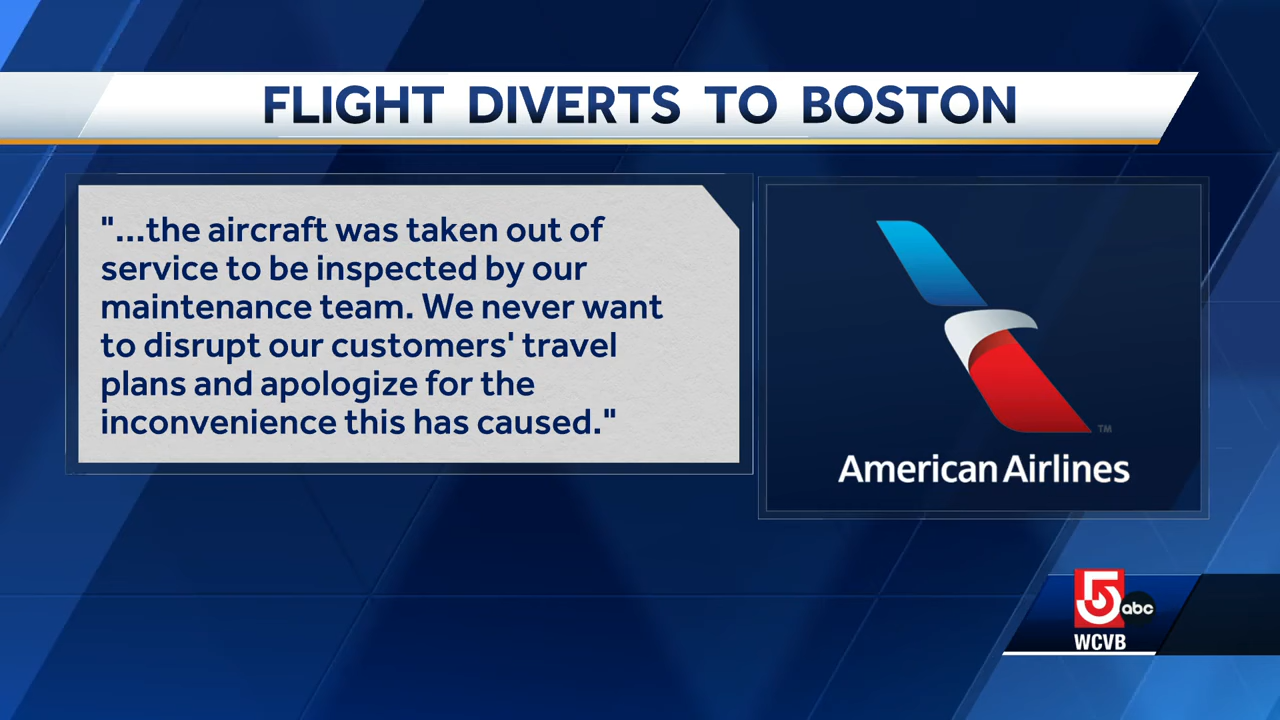 FLIGHT DIVERTS TO BOSTON
"...the aircraft was taken out of
service to be inspected by our
maintenance team. We never want
to disrupt our customers' travel
plans and apologize for the
inconvenience this has caused."
TM
American Airlines
5
abc
WCVB